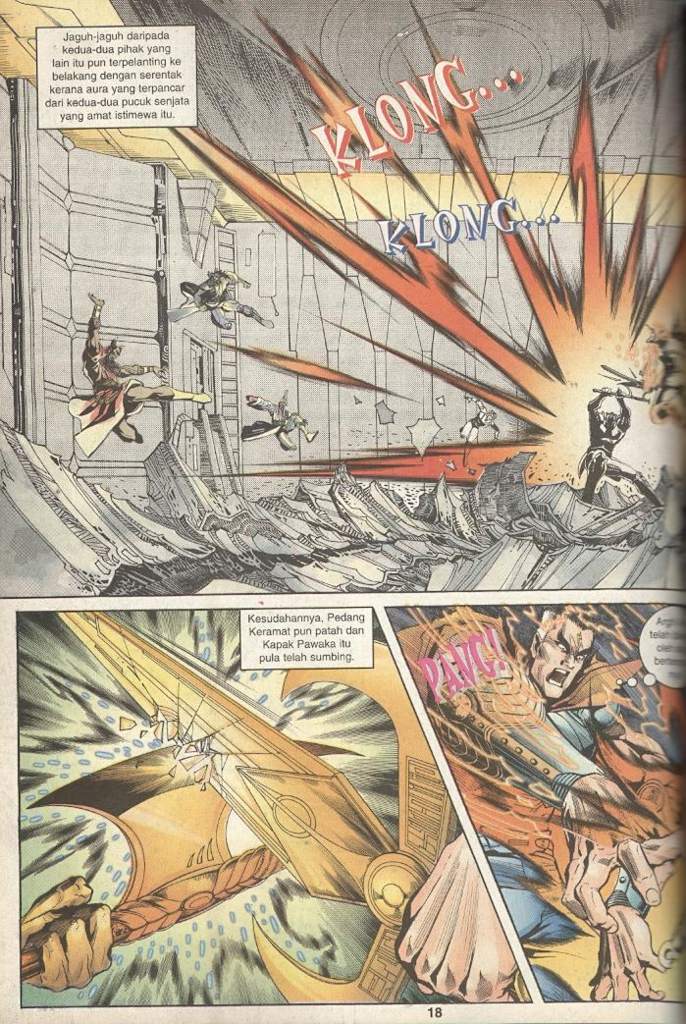 Jaguh-jaguh daripada
kedua-dua pihak yang
lain itu pun terpelanting ke
belakang dengan serentak
kerana aura yang terpancar
dari kedua-dua pucuk senjata
yang amat istimewa itu.
KLONG...
KLONG...
Kesudahannya, Pedang
Keramat pun patah dan
Kapak Pawaka itu
pula telah sumbing.
PANG!
telah
18